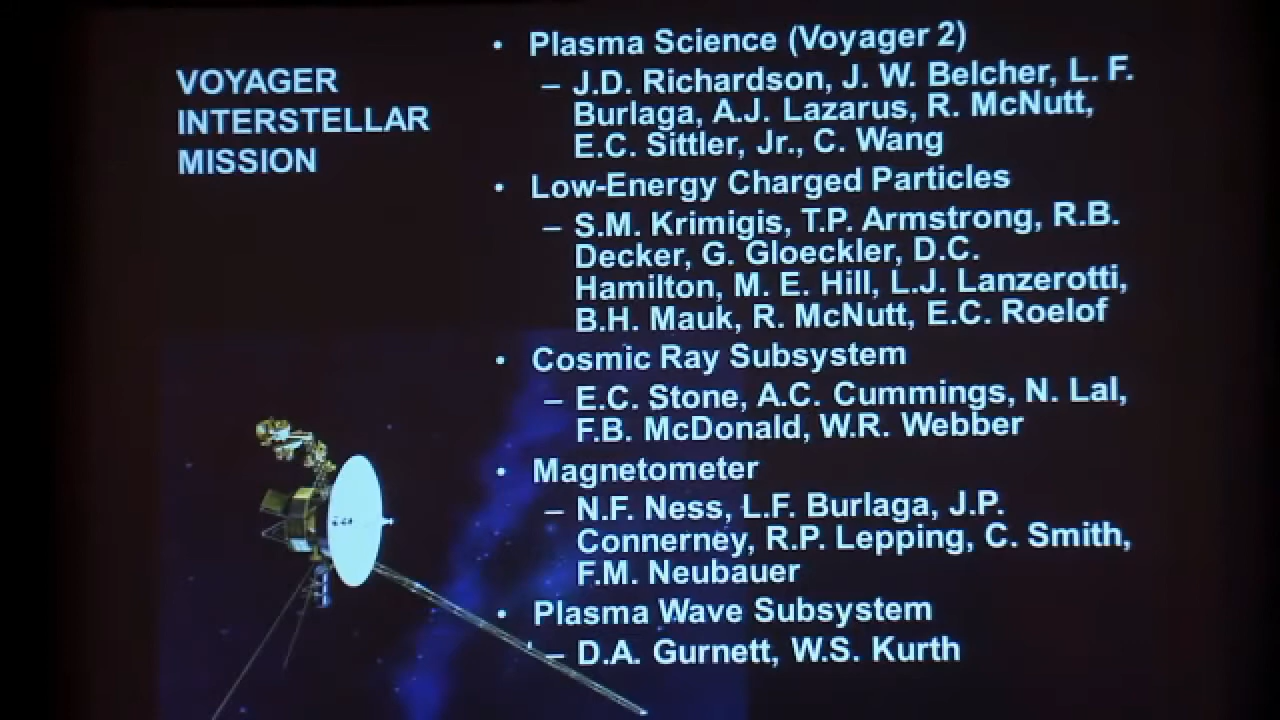 VOYAGER
INTERSTELLAR
MISSION
• Plasma Science (Voyager 2)
– J.D. Richardson, J. W. Belcher, L. F.
Burlaga, A.J. Lazarus, R. McNutt,
E.C. Sittler, Jr., C. Wang
• Low-Energy Charged Particles
– S.M. Krimigis, T.P. Armstrong, R.B.
Decker, G. Gloeckler, D.C.
Hamilton, M. E. Hill, L.J. Lanzerotti,
B.H. Mauk, R. McNutt, E.C. Roelof
• Cosmic Ray Subsystem
– E.C. Stone, A.C. Cummings, N. Lal,
F.B. McDonald, W.R. Webber
• Magnetometer
– N.F. Ness, L.F. Burlaga, J.P.
Connerney, R.P. Lepping, C. Smith,
F.M. Neubauer
• Plasma Wave Subsystem
– D.A. Gurnett, W.S. Kurth